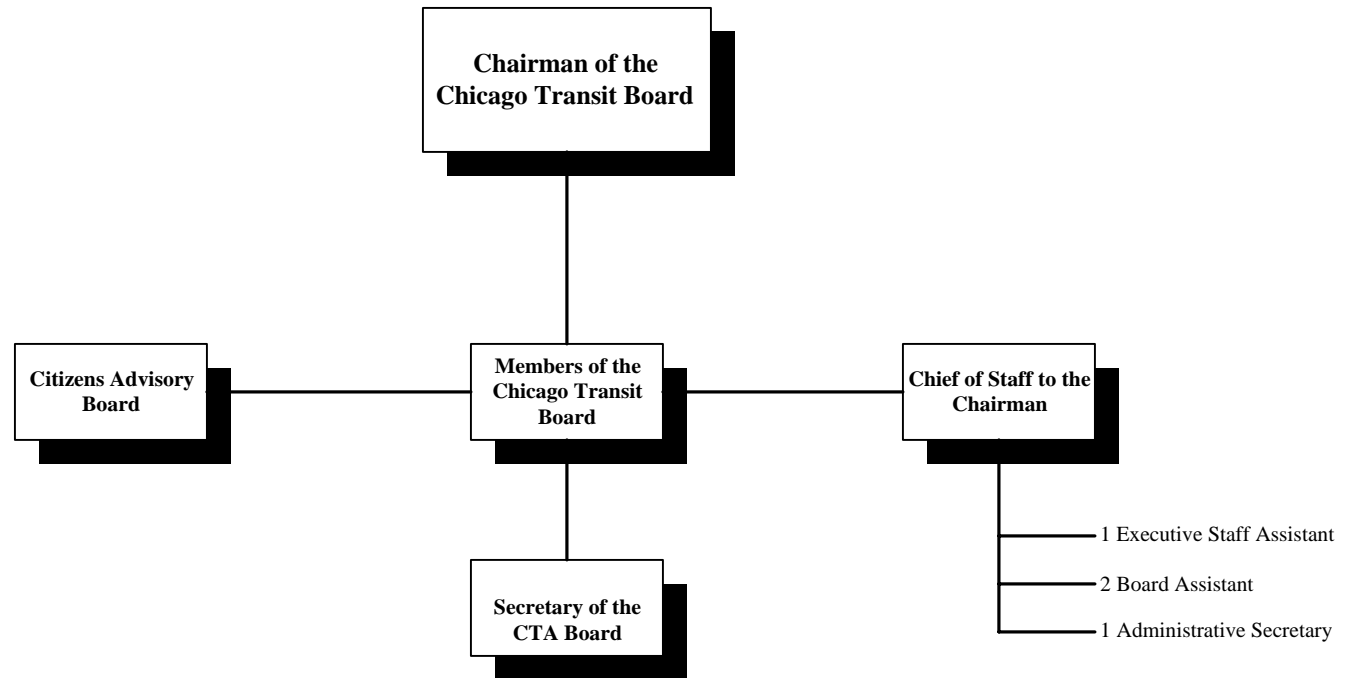 Chairman of the
Chicago Transit Board
Citizens Advisory
Board
Members of the
Chicago Transit
Board
Chief of Staff to the
Chairman
1 Executive Staff Assistant
2 Board Assistant
1 Administrative Secretary
Secretary of the
CTA Board